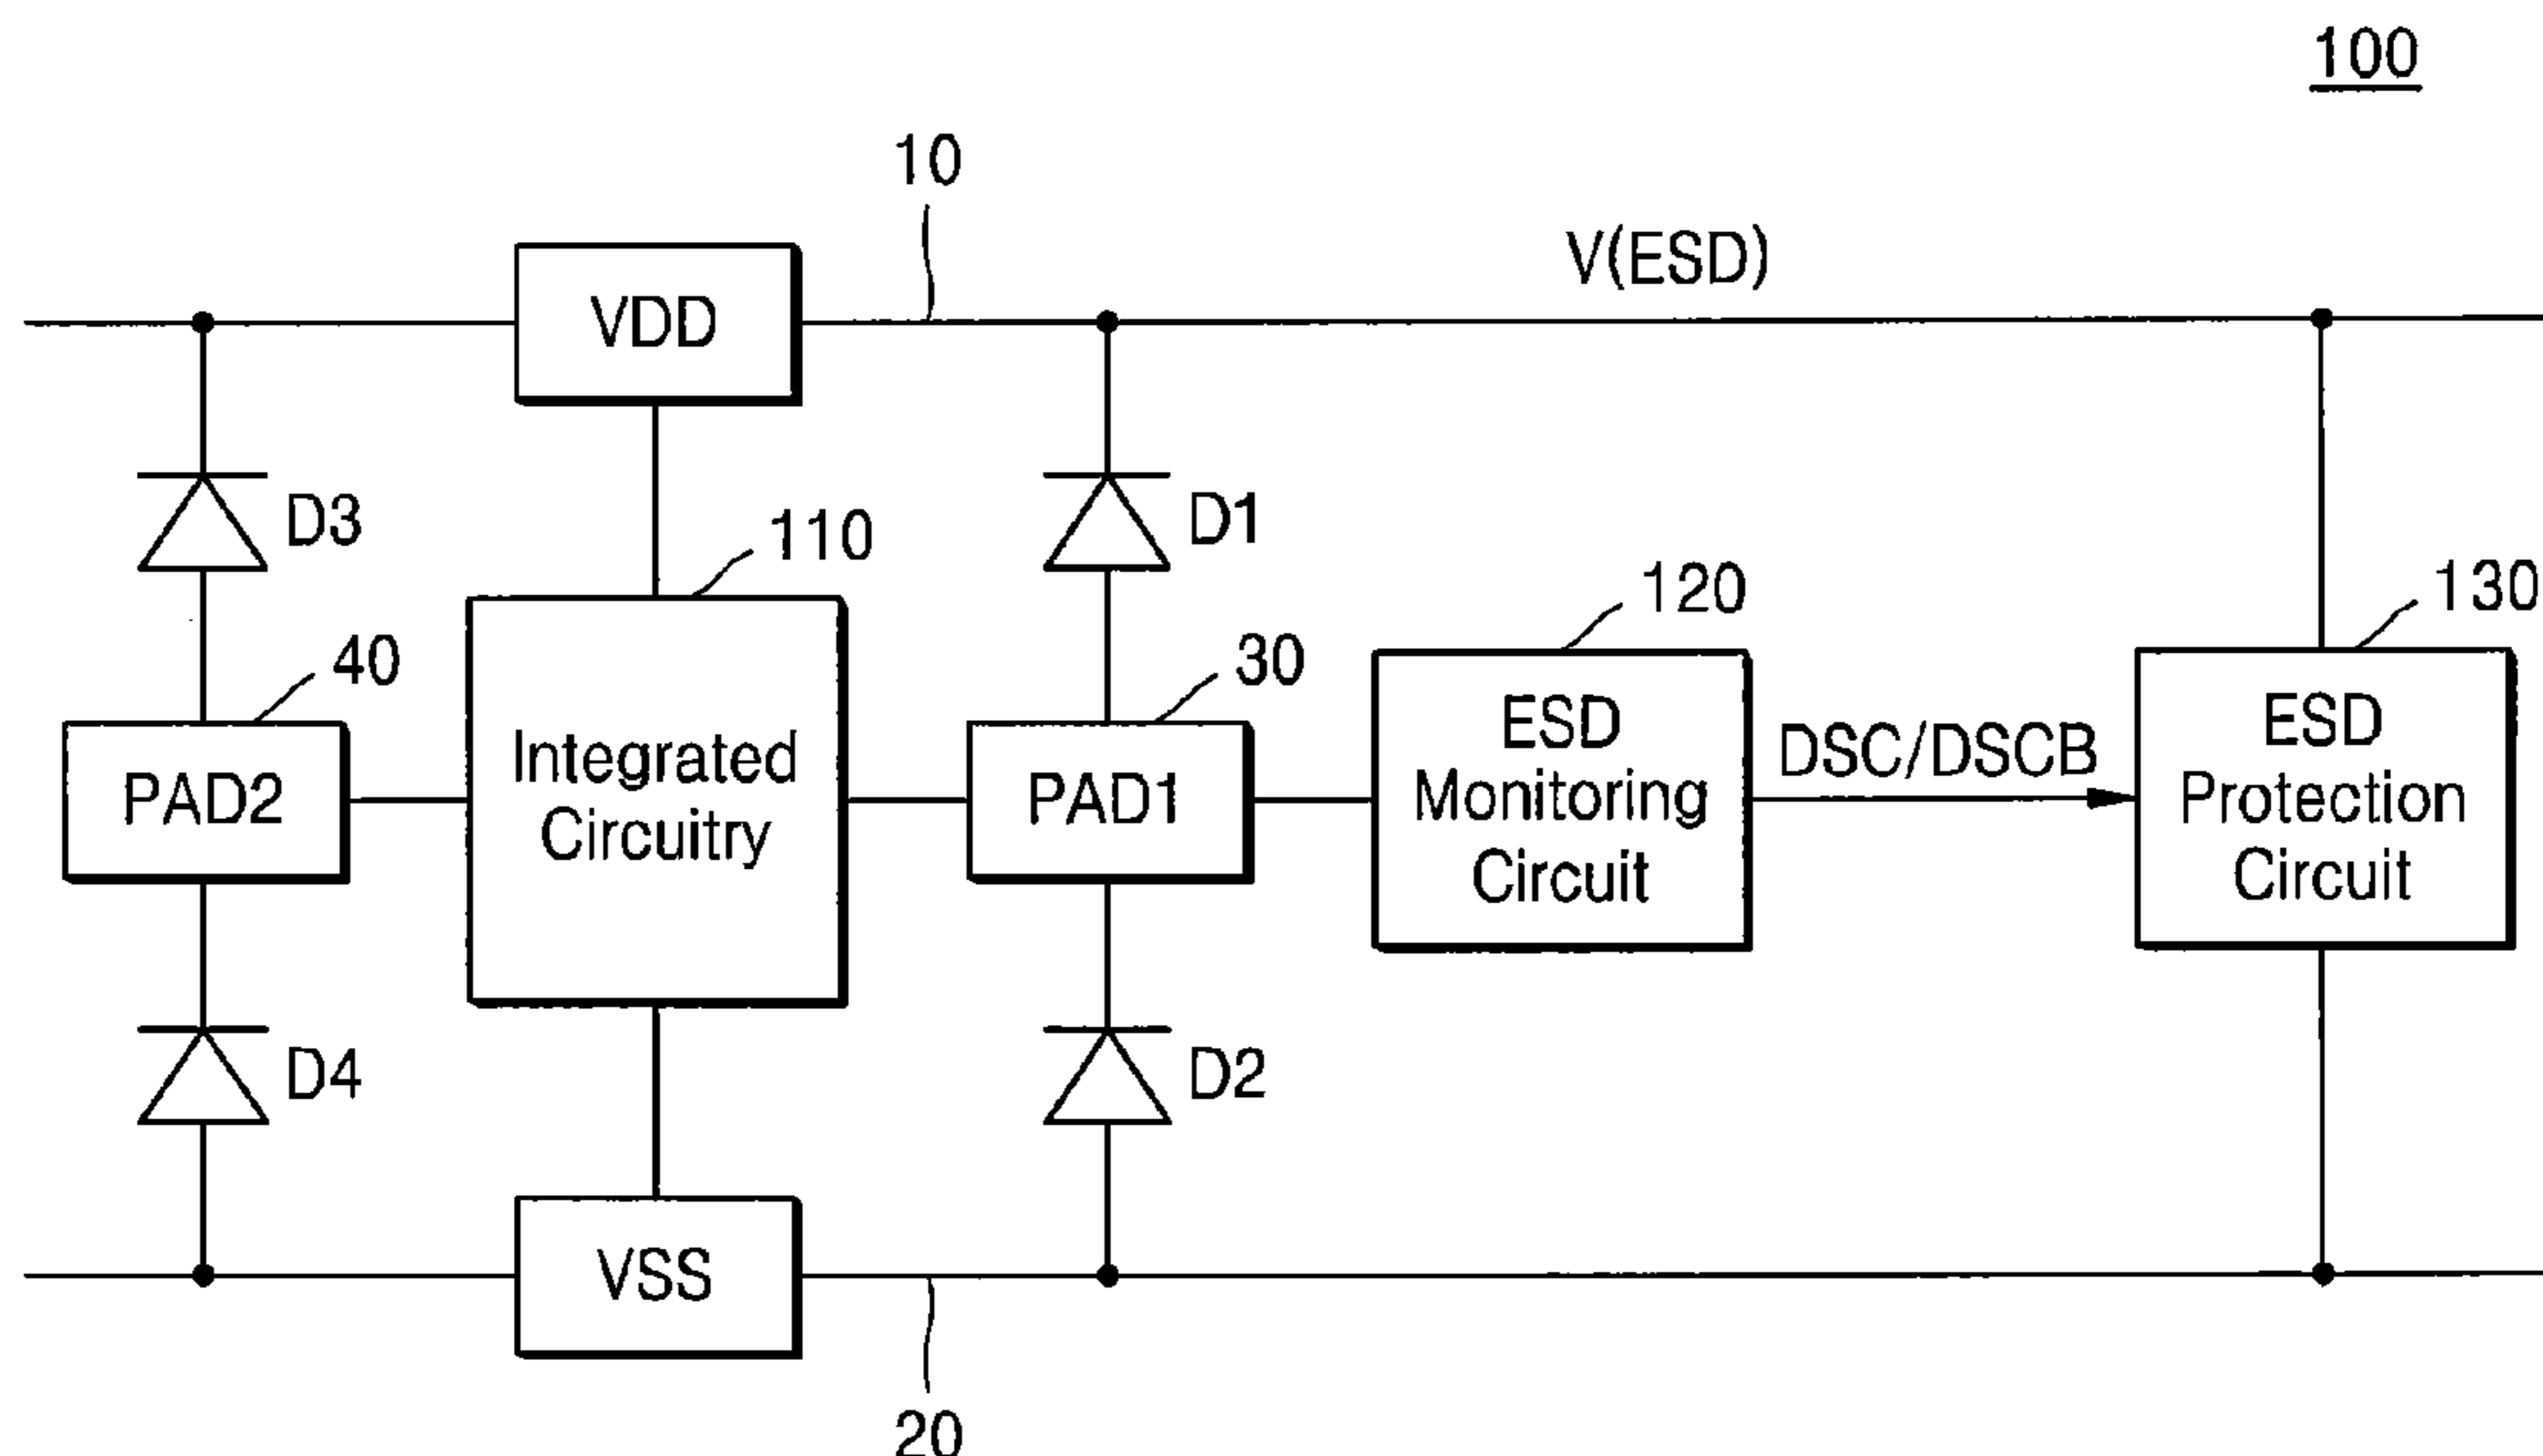 100
10
V(ESD)
VDD
D3
D1
110
120
130
40
30
Integrated
Circuitry
PAD2
PAD1
ESD
Monitoring
Circuit
DSC/DSCB
ESD
Protection
Circuit
D4
D2
VSS
20